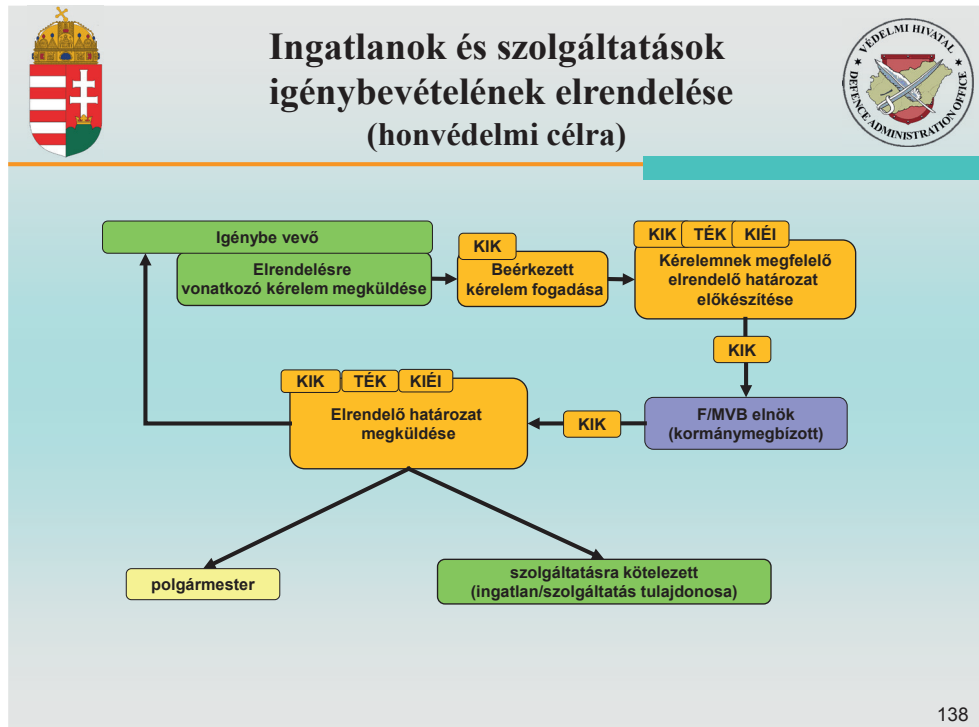 Ingatlanok és szolgáltatások
igénybevételének elrendelése
(honvédelmi célra)
VÉDELMI HIVATAL
DEFENCE ADMINISTRATION OFFICE
Igénybe vevő
Elrendelésre
vonatkozó kérelem megküldése
KIK
Beérkezett
kérelem fogadása
KIK TÉK KIÉI
Kérelemnek megfelelő
elrendelő határozat
előkészítése
KIK
F/MVB elnök
(kormánymegbízott)
KIK
KIK TÉK KIÉI
Elrendelő határozat
megküldése
polgármester
szolgáltatásra kötelezett
(ingatlan/szolgáltatás tulajdonosa)
138